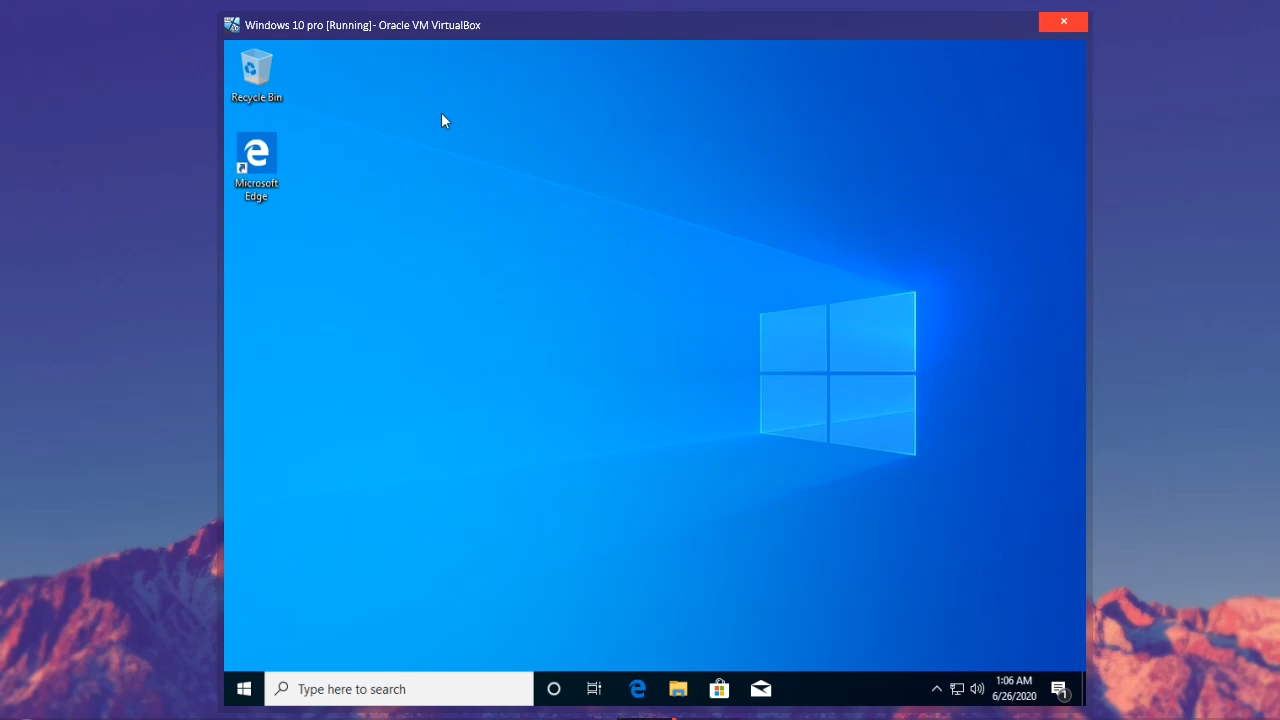 Windows 10 pro [Running]- Oracle VM VirtualBox
Recycle Bin
Microsoft
Edge
Type here to search
1:06 AM
6/26/2020
1